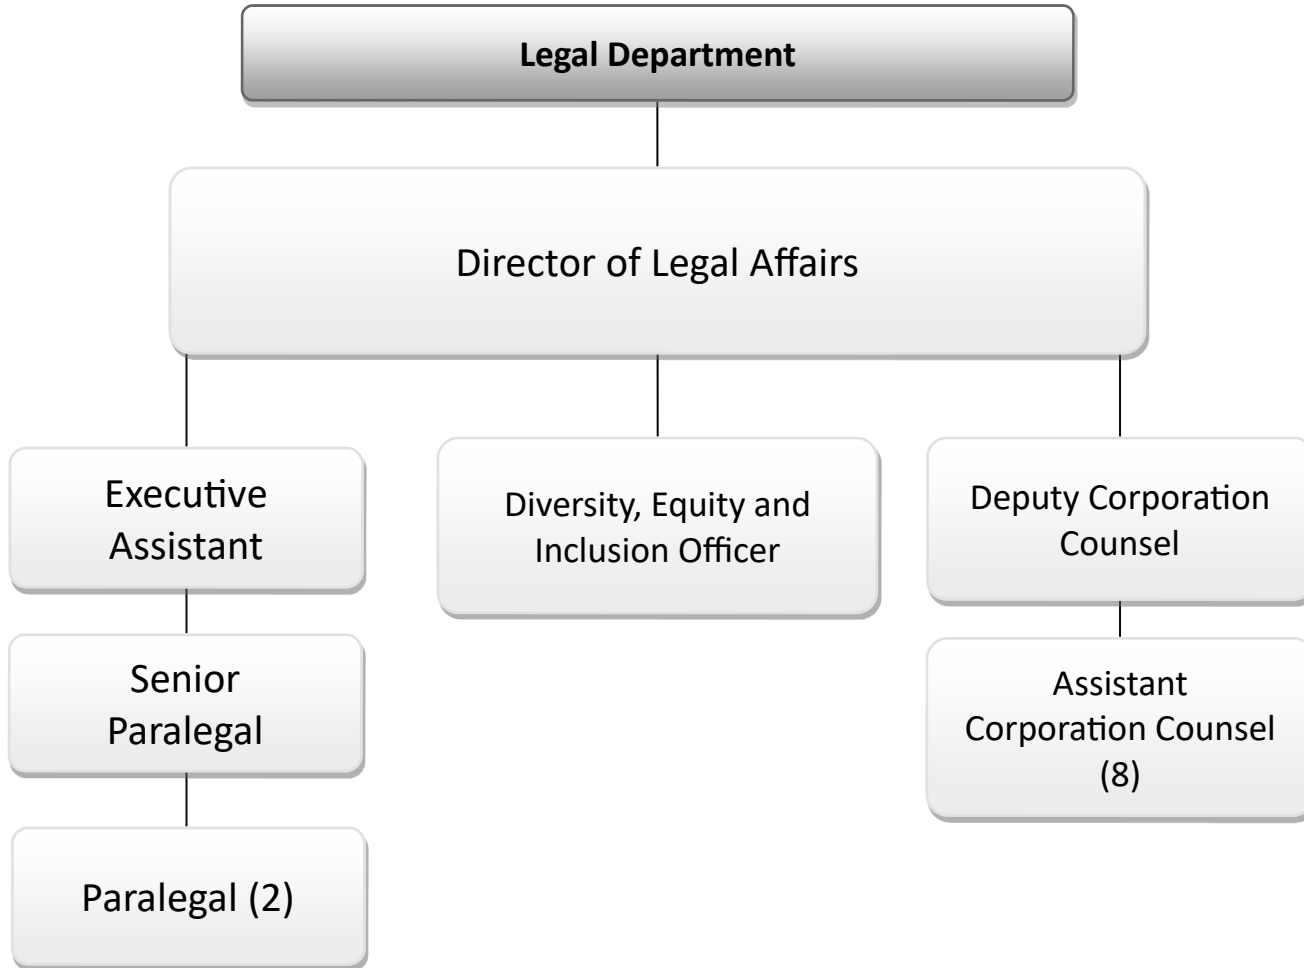 Legal Department
Director of Legal Affairs
Executive
Assistant
Diversity, Equity and
Inclusion Officer
Deputy Corporation
Counsel
Senior
Paralegal
Assistant
Corporation Counsel
(8)
Paralegal (2)